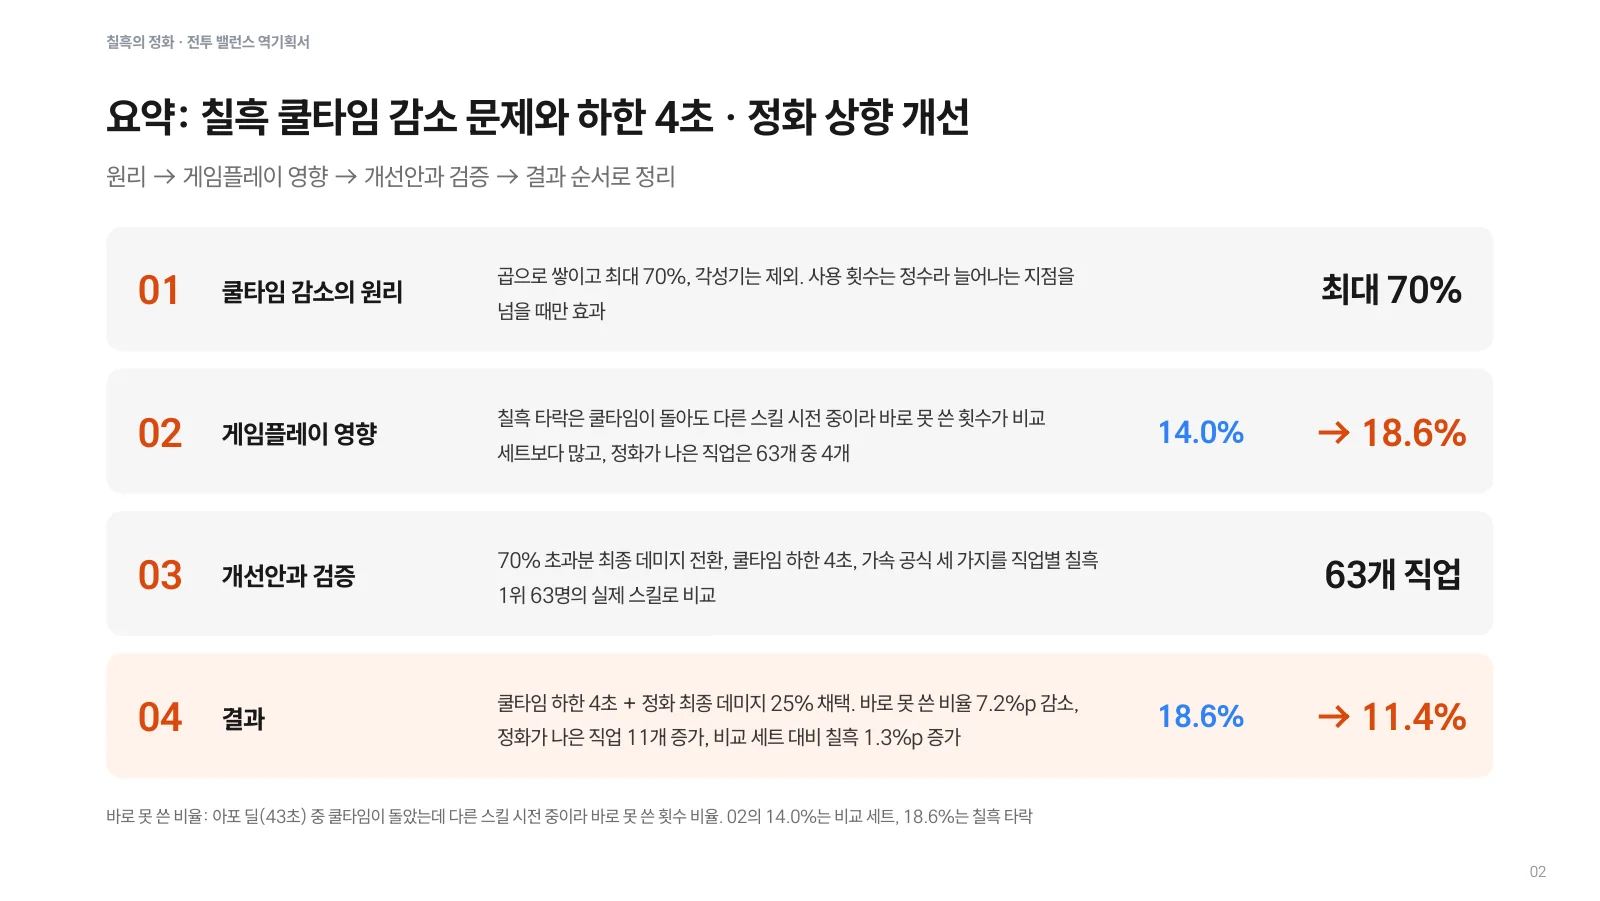 칠흑의 정화 · 전투 밸런스 역기획서
요약: 칠흑 쿨타임 감소 문제와 하한 4초 · 정화 상향 개선
원리 → 게임플레이 영향 → 개선안과 검증 → 결과 순서로 정리
01
쿨타임 감소의 원리
곱으로 쌓이고 최대 70%, 각성기는 제외. 사용 횟수는 정수라 늘어나는 지점을
넘을 때만 효과
최대 70%
02
게임플레이 영향
칠흑 타락은 쿨타임이 돌아도 다른 스킬 시전 중이라 바로 못 쓴 횟수가 비교
세트보다 많고, 정화가 나은 직업은 63개 중 4개
14.0%
→ 18.6%
03
개선안과 검증
70% 초과분 최종 데미지 전환, 쿨타임 하한 4초, 가속 공식 세 가지를 직업별 칠흑
1위 63명의 실제 스킬로 비교
63개 직업
04
결과
쿨타임 하한 4초 + 정화 최종 데미지 25% 채택. 바로 못 쓴 비율 7.2%p 감소,
정화가 나은 직업 11개 증가, 비교 세트 대비 칠흑 1.3%p 증가
18.6%
→ 11.4%
바로 못 쓴 비율: 아포 딜(43초) 중 쿨타임이 돌았는데 다른 스킬 시전 중이라 바로 못 쓴 횟수 비율. 02의 14.0%는 비교 세트, 18.6%는 칠흑 타락
02